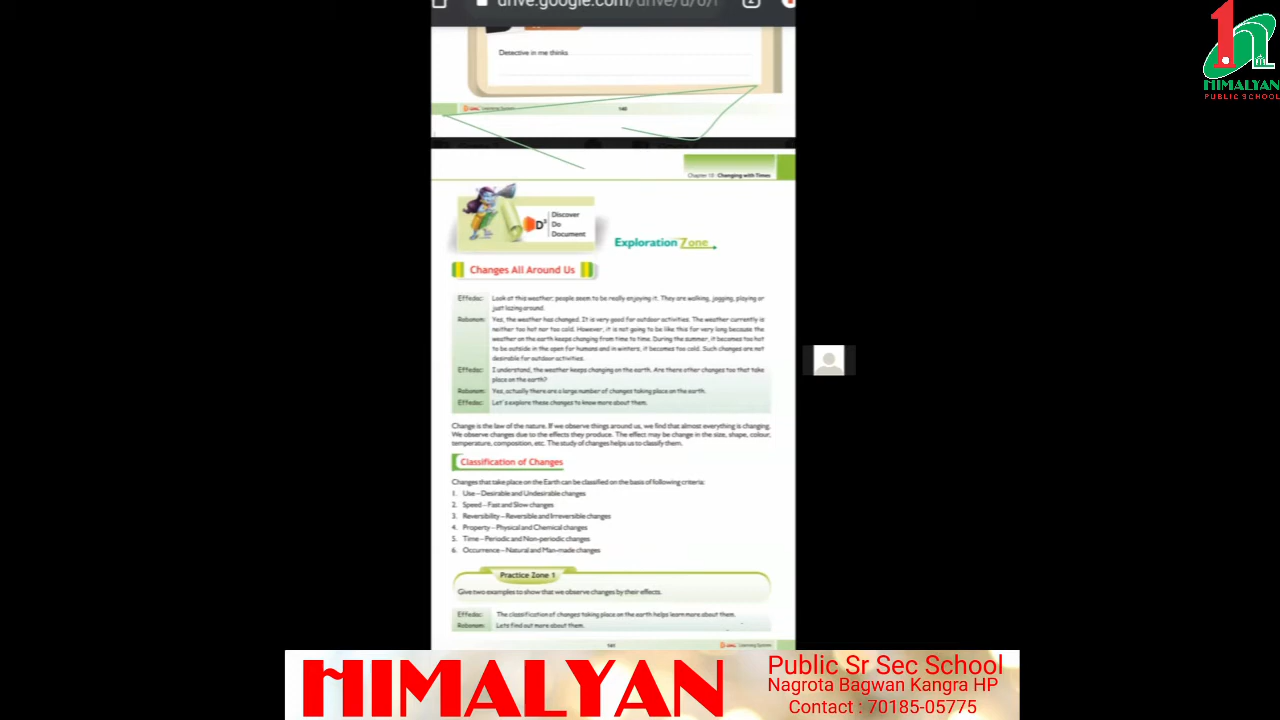 drive.google.com/drive/u/0/
2
Detective in me thinks
Learning System
140
Chapter 10 Changing with Times
D³
Discover
Do
Document
Exploration Zone
Changes All Around Us
Effedac: Look at this weather; people seem to be really enjoying it. They are walking, jogging, playing or
just lazing around.
Robonom: Yes, the weather has changed. It is very good for outdoor activities. The weather currently is
neither too hot nor too cold. However, it is not going to be like this for very long because the
weather on the earth keeps changing from time to time. During the summer, it becomes too hot
to be outside in the open for humans and in winters, it becomes too cold. Such changes are not
desirable for outdoor activities.
Effedac: I understand, the weather keeps changing on the earth. Are there other changes too that take
place on the earth?
Robonom: Yes, actually there are a large number of changes taking place on the earth.
Effedac: Let's explore these changes to know more about them.
Change is the law of the nature. If we observe things around us, we find that almost everything is changing.
We observe changes due to the effects they produce. The effect may be change in the size, shape, colour,
temperature, composition, etc. The study of changes helps us to classify them.
Classification of Changes
Changes that take place on the Earth can be classified on the basis of following criteria:
1. Use – Desirable and Undesirable changes
2. Speed – Fast and Slow changes
3. Reversibility – Reversible and Irreversible changes
4. Property – Physical and Chemical changes
5. Time – Periodic and Non-periodic changes
6. Occurrence – Natural and Man-made changes
Practice Zone 1
Give two examples to show that we observe changes by their effects.
Effedac: The classification of changes taking place on the earth helps learn more about them.
Robonom: Lets find out more about them.
Learning System
HIMALYAN
PUBLIC SCHOOL
HIMALYAN
Public Sr Sec School
Nagrota Bagwan Kangra HP
Contact : 70185-05775